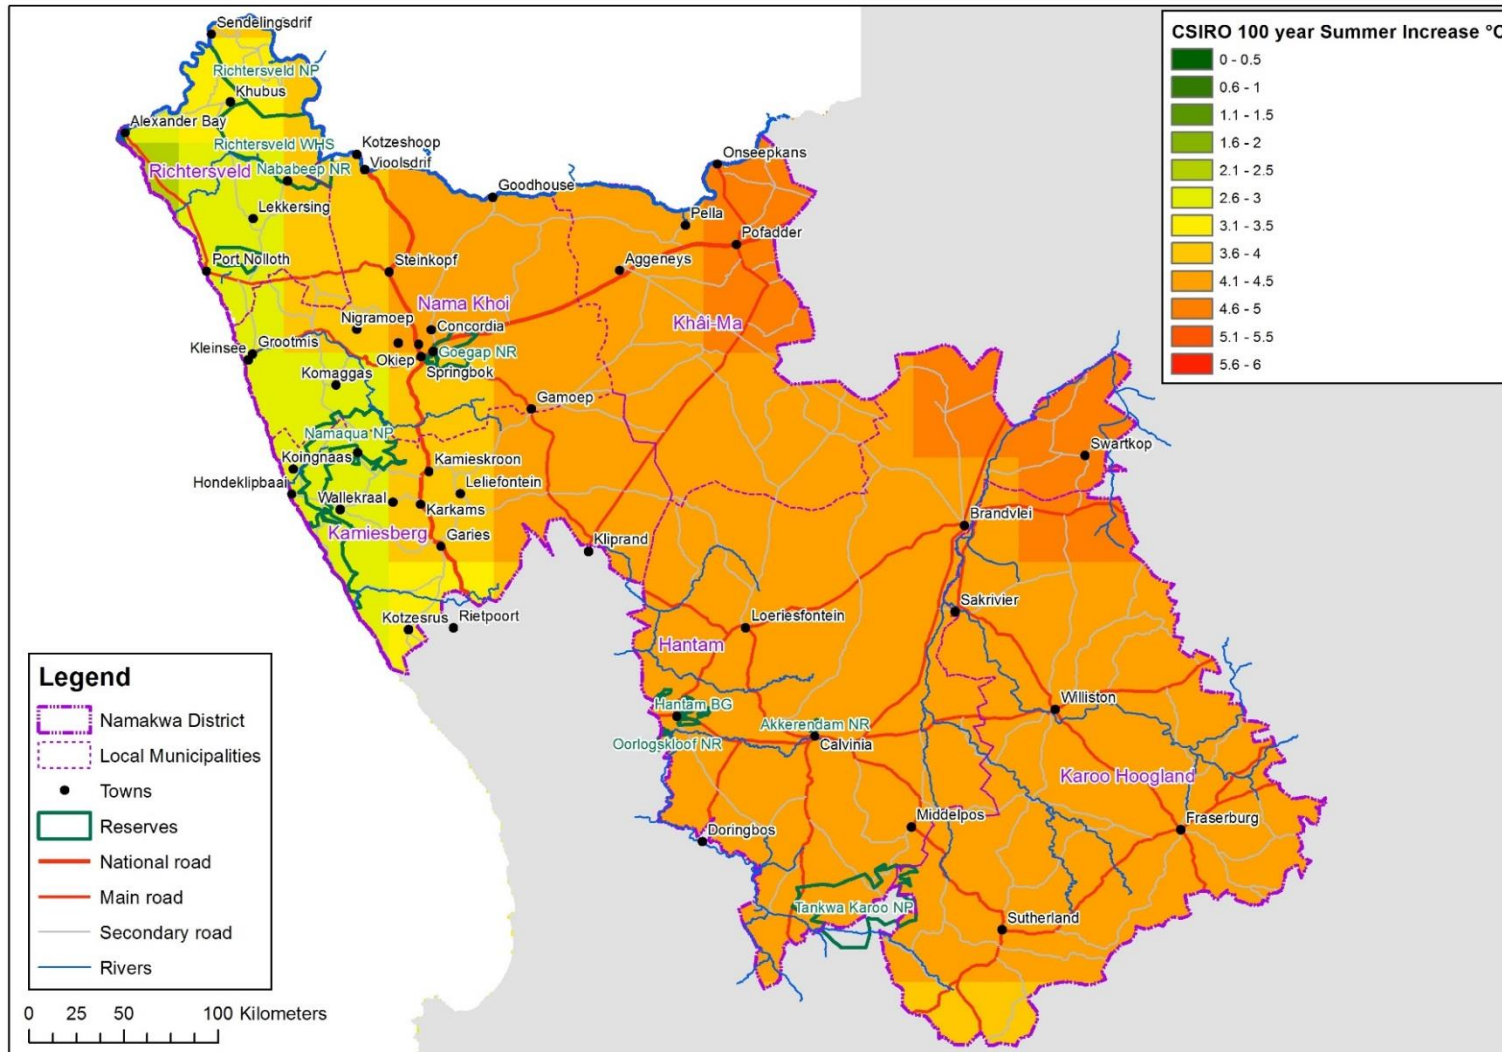 Sendelingsdrif
CSIRO 100 year Summer Increase °C
0 - 0.5
0.6 - 1
1.1 - 1.5
1.6 - 2
2.1 - 2.5
2.6 - 3
3.1 - 3.5
3.6 - 4
4.1 - 4.5
4.6 - 5
5.1 - 5.5
5.6 - 6
Richtersveld NP
Khubus
Alexander Bay
Richtersveld WHS
Kotzeshoop
Richtersveld
Nababeep NR
Vioolsdrif
Onseepkans
Goodhouse
Lekkersing
Pella
Pofadder
Port Nolloth
Steinkopf
Aggeneys
Nama Khoi
Nigramoep
Concordia
Khâi-Ma
Kleinsee
Grootmis
Okiep
Goegap NR
Springbok
Komaggas
Gamoep
Namaqua NP
Swartkop
Koingnaas
Kamieskroon
Hondeklipbaai
Wallekraal
Leliefontein
Karkams
Kamiesberg
Garies
Brandvlei
Kliprand
Kotzesrus
Rietpoort
Loeriesfontein
Sakrivier
Hantam
Hantam BG
Williston
Akkerendam NR
Oorlogskloof NR
Calvinia
Karoo Hoogland
Middelpos
Fraserburg
Doringbos
Tankwa Karoo NP
Sutherland
Legend
Namakwa District
Local Municipalities
Towns
Reserves
National road
Main road
Secondary road
Rivers
0 50 100 Kilometers